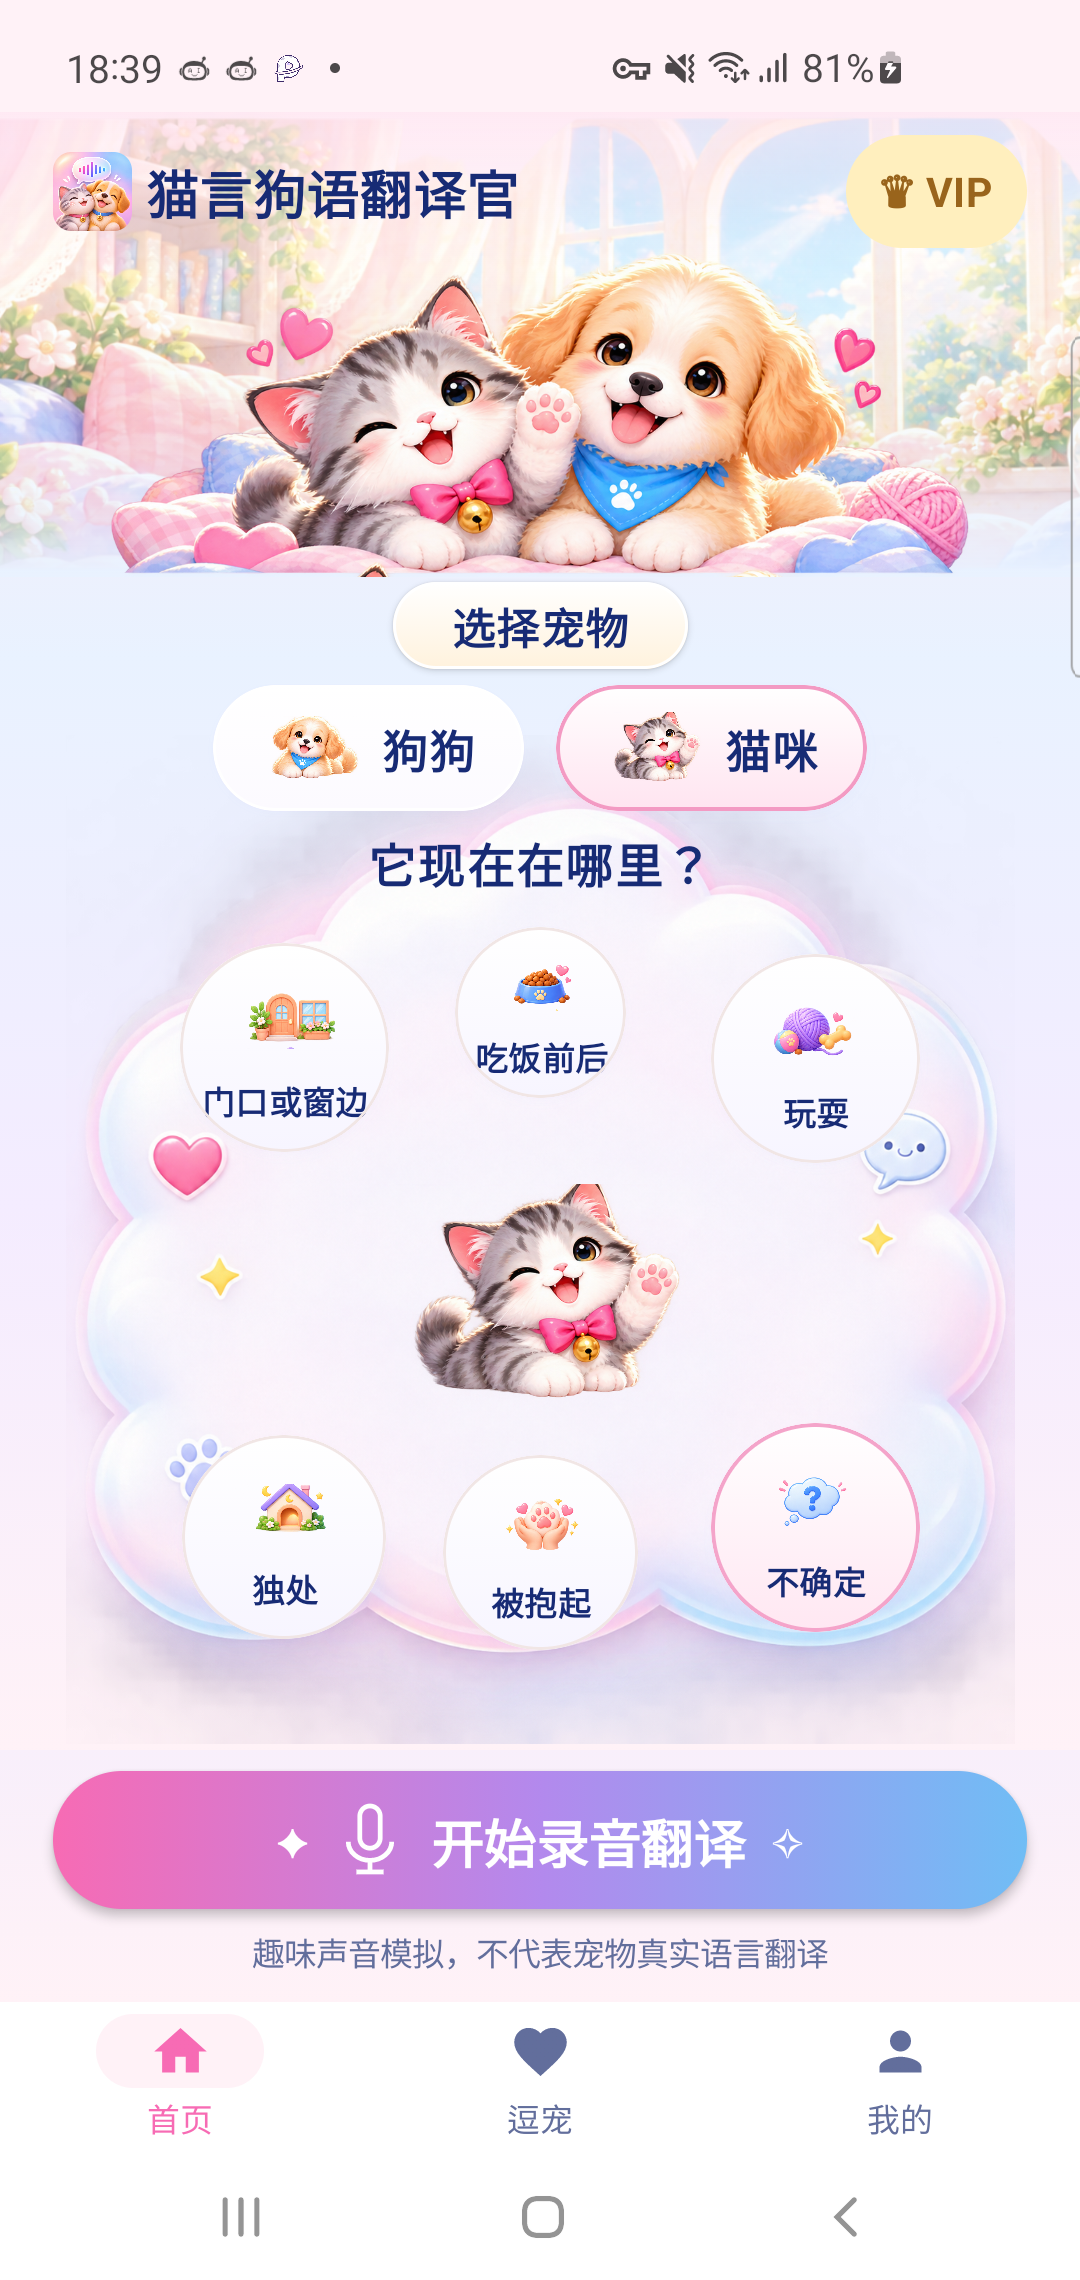 18:39
81%
猫言狗语翻译官
VIP
选择宠物
狗狗
猫咪
它现在在哪里？
门口或窗边
吃饭前后
玩耍
独处
被抱起
不确定
开始录音翻译
趣味声音模拟，不代表宠物真实语言翻译
首页
逗宠
我的